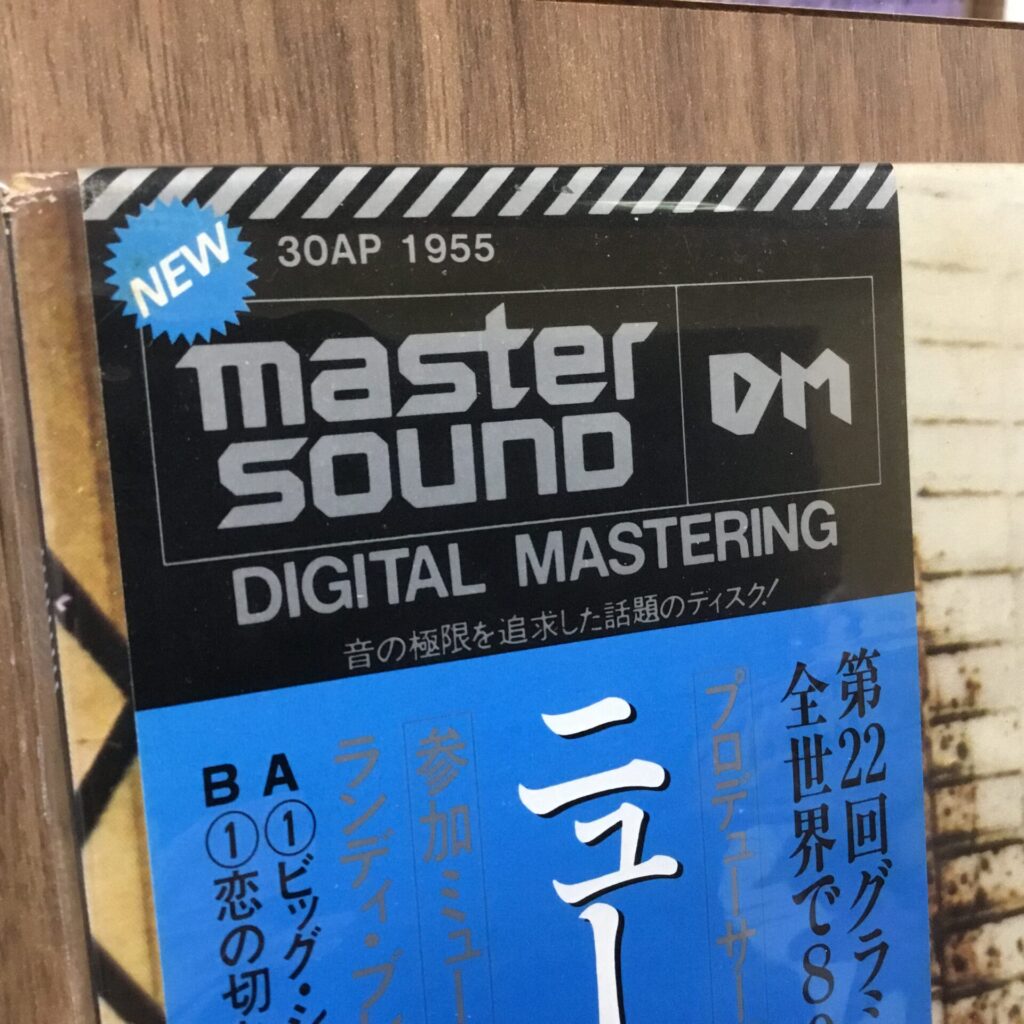 NEW
30AP 1955
master
sound
DM
DIGITAL MASTERING
音の極限を追求した話題のディスク!
第22回グラミ
全世界で8
プロデューサー
ニュー
参加ミュー
ランディ・ブレ
A①ビッグ・シ
B①恋の切